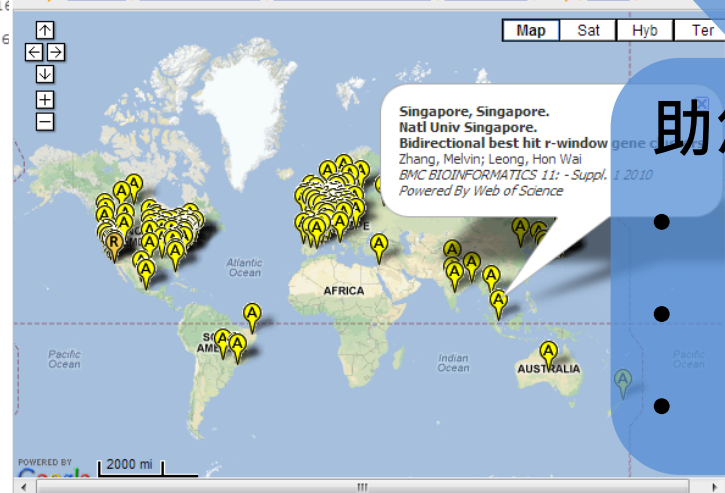 Map Sat Hyb Ter
Singapore, Singapore.
Natl Univ Singapore.
Bidirectional best hit r-window gene
Zhang, Melvin; Leong, Hon Wai
BMC BIOINFORMATICS 11: - Suppl. 1 2010
Powered By Web of Science
助
Atlantic
Ocean
AFRICA
Pacific
Ocean
Indian
Ocean
AUSTRALIA
Pacific
Ocean
POWERED BY
Google
2000 mi
A
R